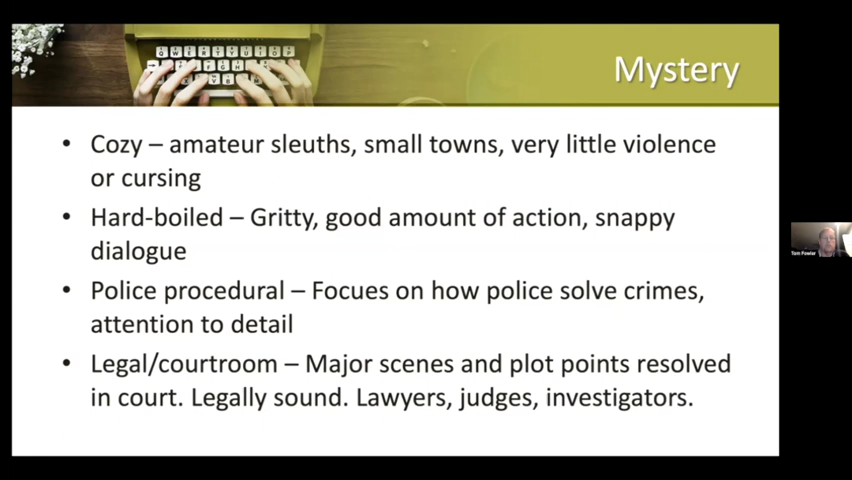 Mystery
• Cozy – amateur sleuths, small towns, very little violence
or cursing
• Hard-boiled – Gritty, good amount of action, snappy
dialogue
• Police procedural – Focues on how police solve crimes,
attention to detail
• Legal/courtroom – Major scenes and plot points resolved
in court. Legally sound. Lawyers, judges, investigators.
Tom Fowler